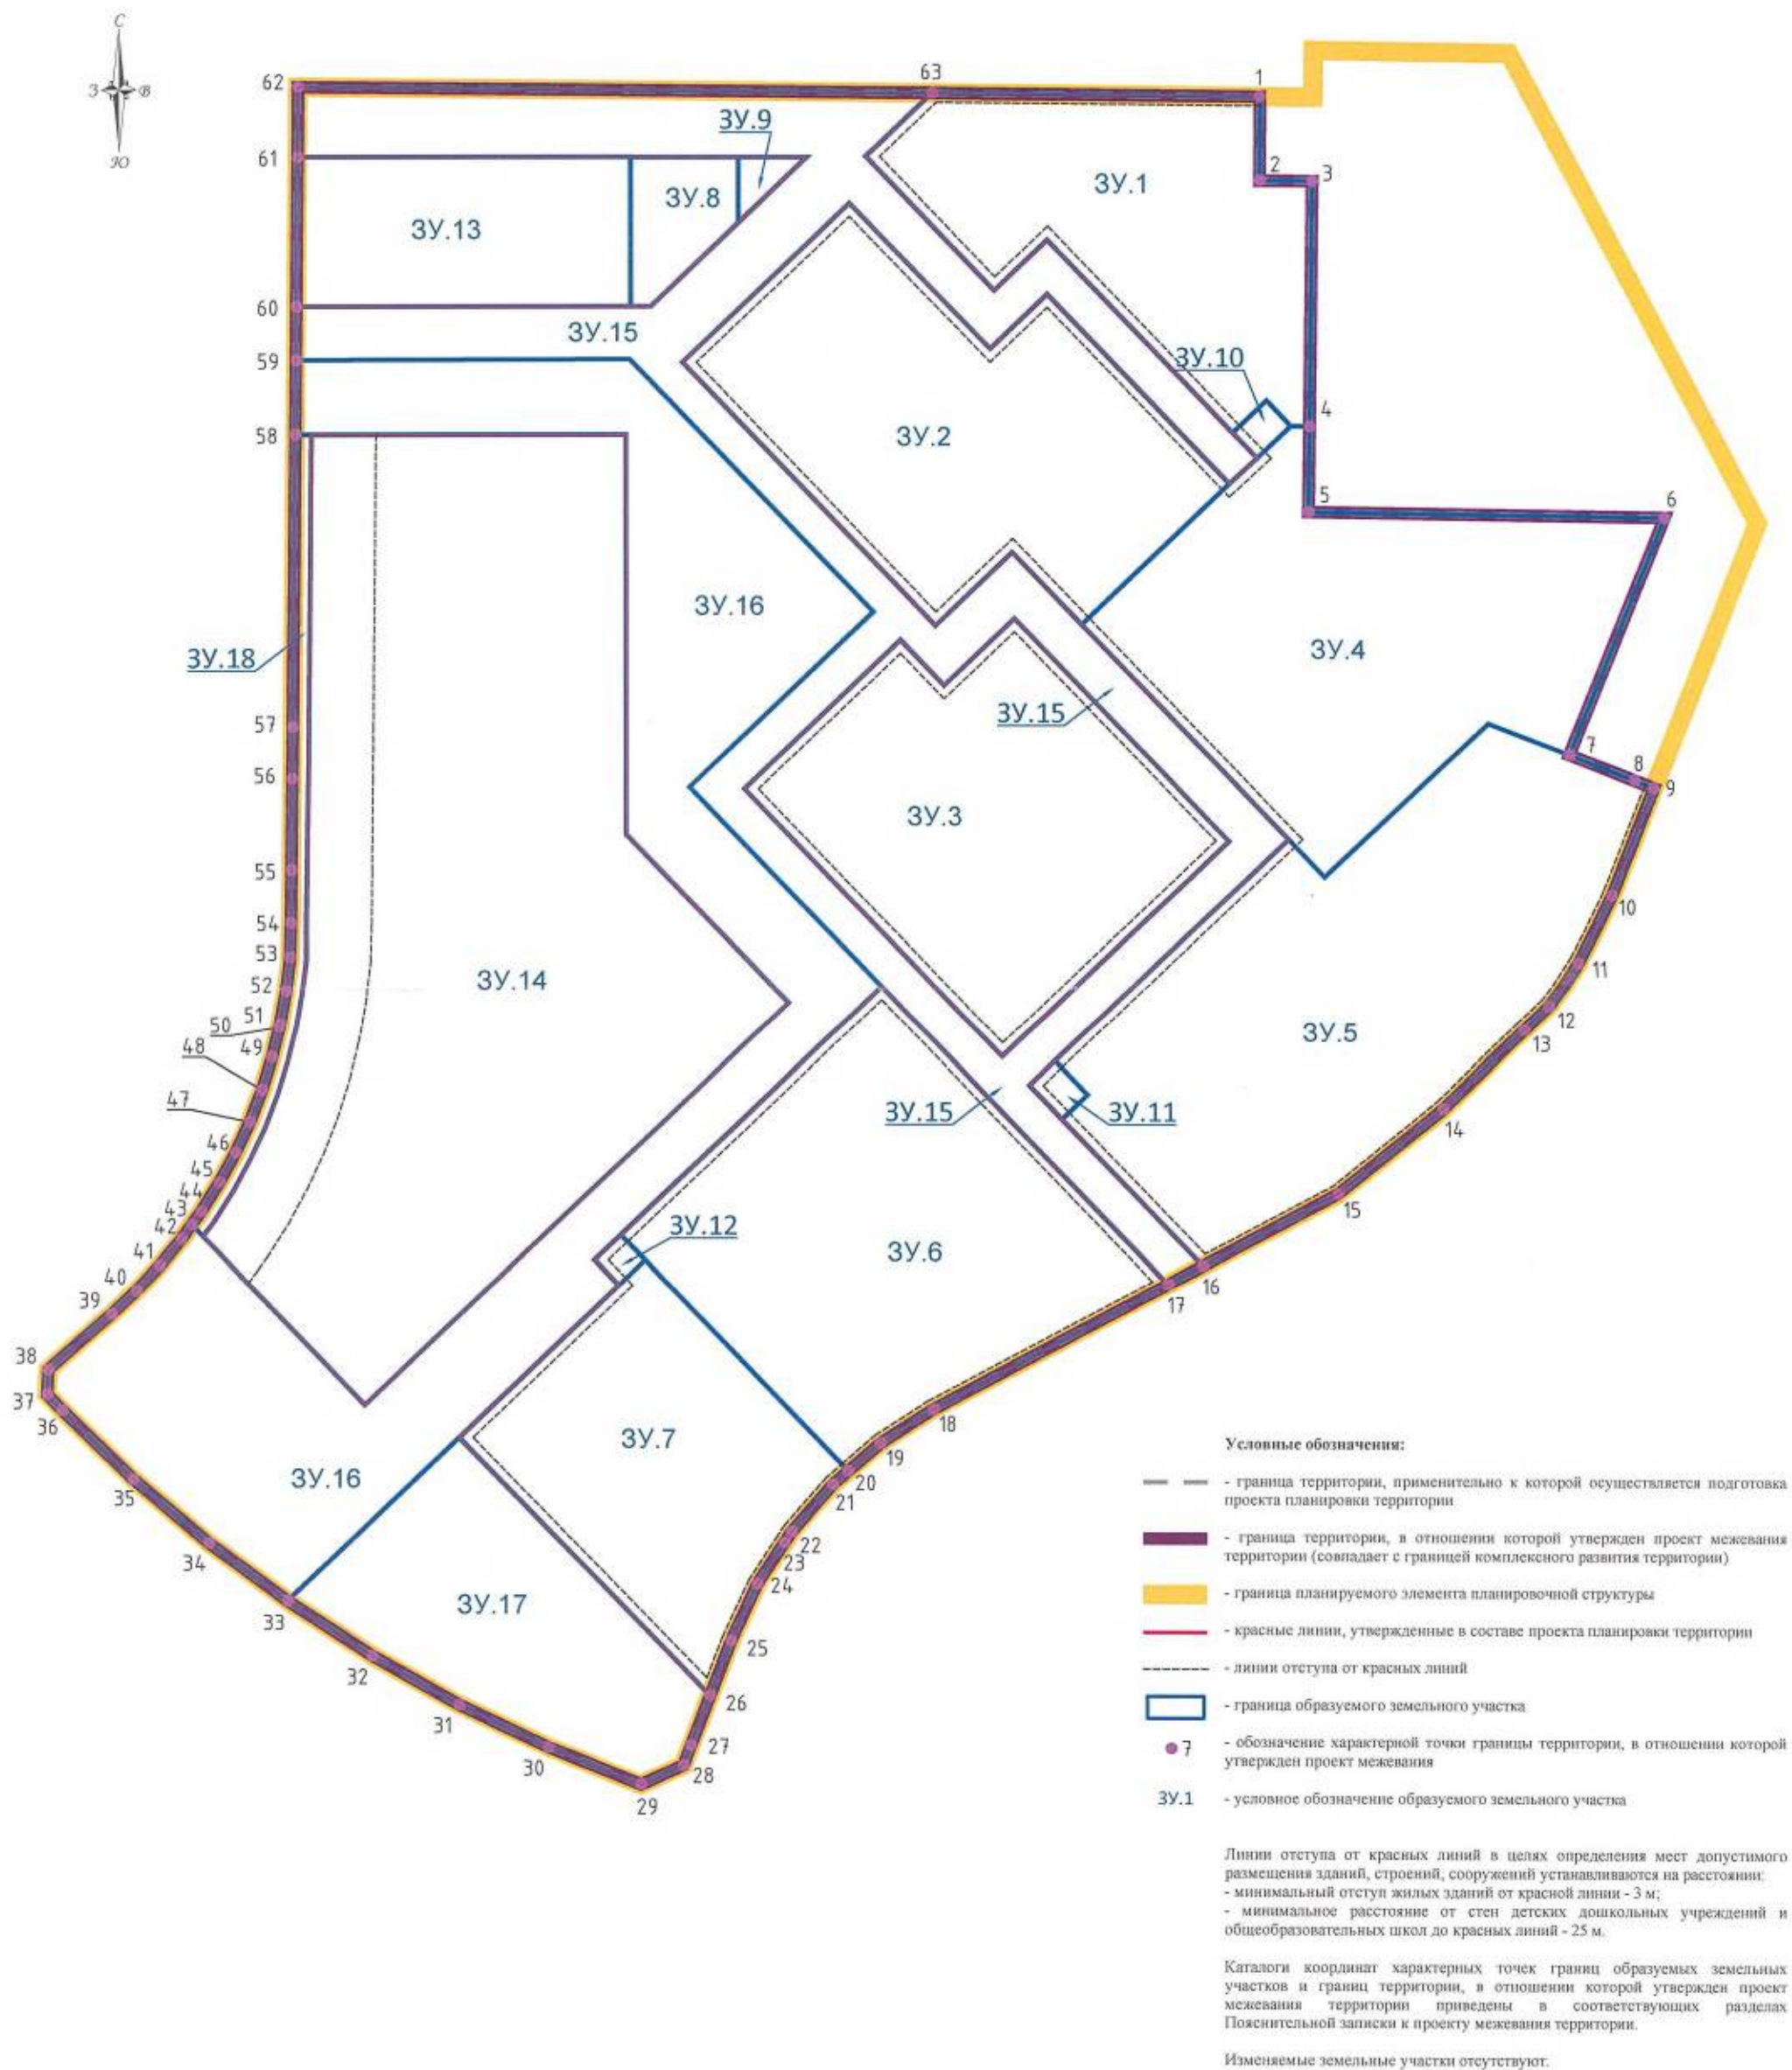 С
З В
Ю
62
63
1
ЗУ.9
61
2
3
ЗУ.8
ЗУ.1
ЗУ.13
60
ЗУ.15
59
ЗУ.10
4
58
ЗУ.2
5
6
ЗУ.16
ЗУ.18
ЗУ.4
ЗУ.15
57
7
56
8
9
ЗУ.3
55
10
54
53
11
52
ЗУ.14
51
50
12
ЗУ.5
49
13
48
47
ЗУ.15
ЗУ.11
14
46
45
44
15
43
ЗУ.12
42
41
ЗУ.6
40
16
39
17
38
37
18
36
ЗУ.7
19
ЗУ.16
20
35
21
22
34
23
24
ЗУ.17
33
25
32
26
31
27
30
28
29
Условные обозначения:
- граница территории, применительно к которой осуществляется подготовка
проекта планировки территории
- граница территории, в отношении которой утвержден проект межевания
территории (совпадает с границей комплексного развития территории)
- граница планируемого элемента планировочной структуры
- красные линии, утвержденные в составе проекта планировки территории
- линии отступа от красных линий
- граница образуемого земельного участка
7 - обозначение характерной точки границы территории, в отношении которой
утвержден проект межевания
ЗУ.1 - условное обозначение образуемого земельного участка
Линии отступа от красных линий в целях определения мест допустимого
размещения зданий, строений, сооружений устанавливаются на расстоянии:
- минимальный отступ жилых зданий от красной линии - 3 м;
- минимальное расстояние от стен детских дошкольных учреждений и
общеобразовательных школ до красных линий - 25 м.
Каталоги координат характерных точек границ образуемых земельных
участков и границ территории, в отношении которой утвержден проект
межевания территории приведены в соответствующих разделах
Пояснительной записки к проекту межевания территории.
Изменяемые земельные участки отсутствуют.